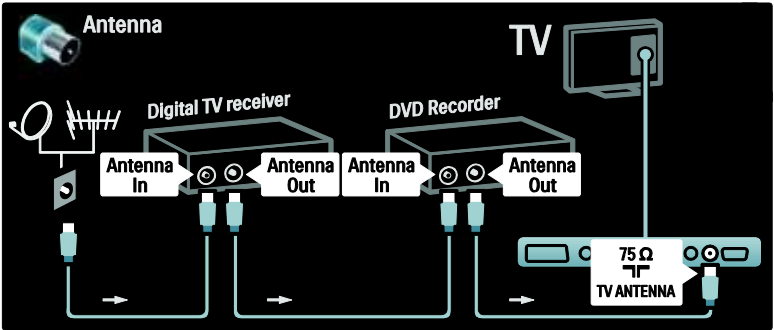 Antenna
TV
Digital TV receiver
DVD Recorder
Antenna
In
Antenna
Out
Antenna
In
Antenna
Out
75 Ω
TV ANTENNA